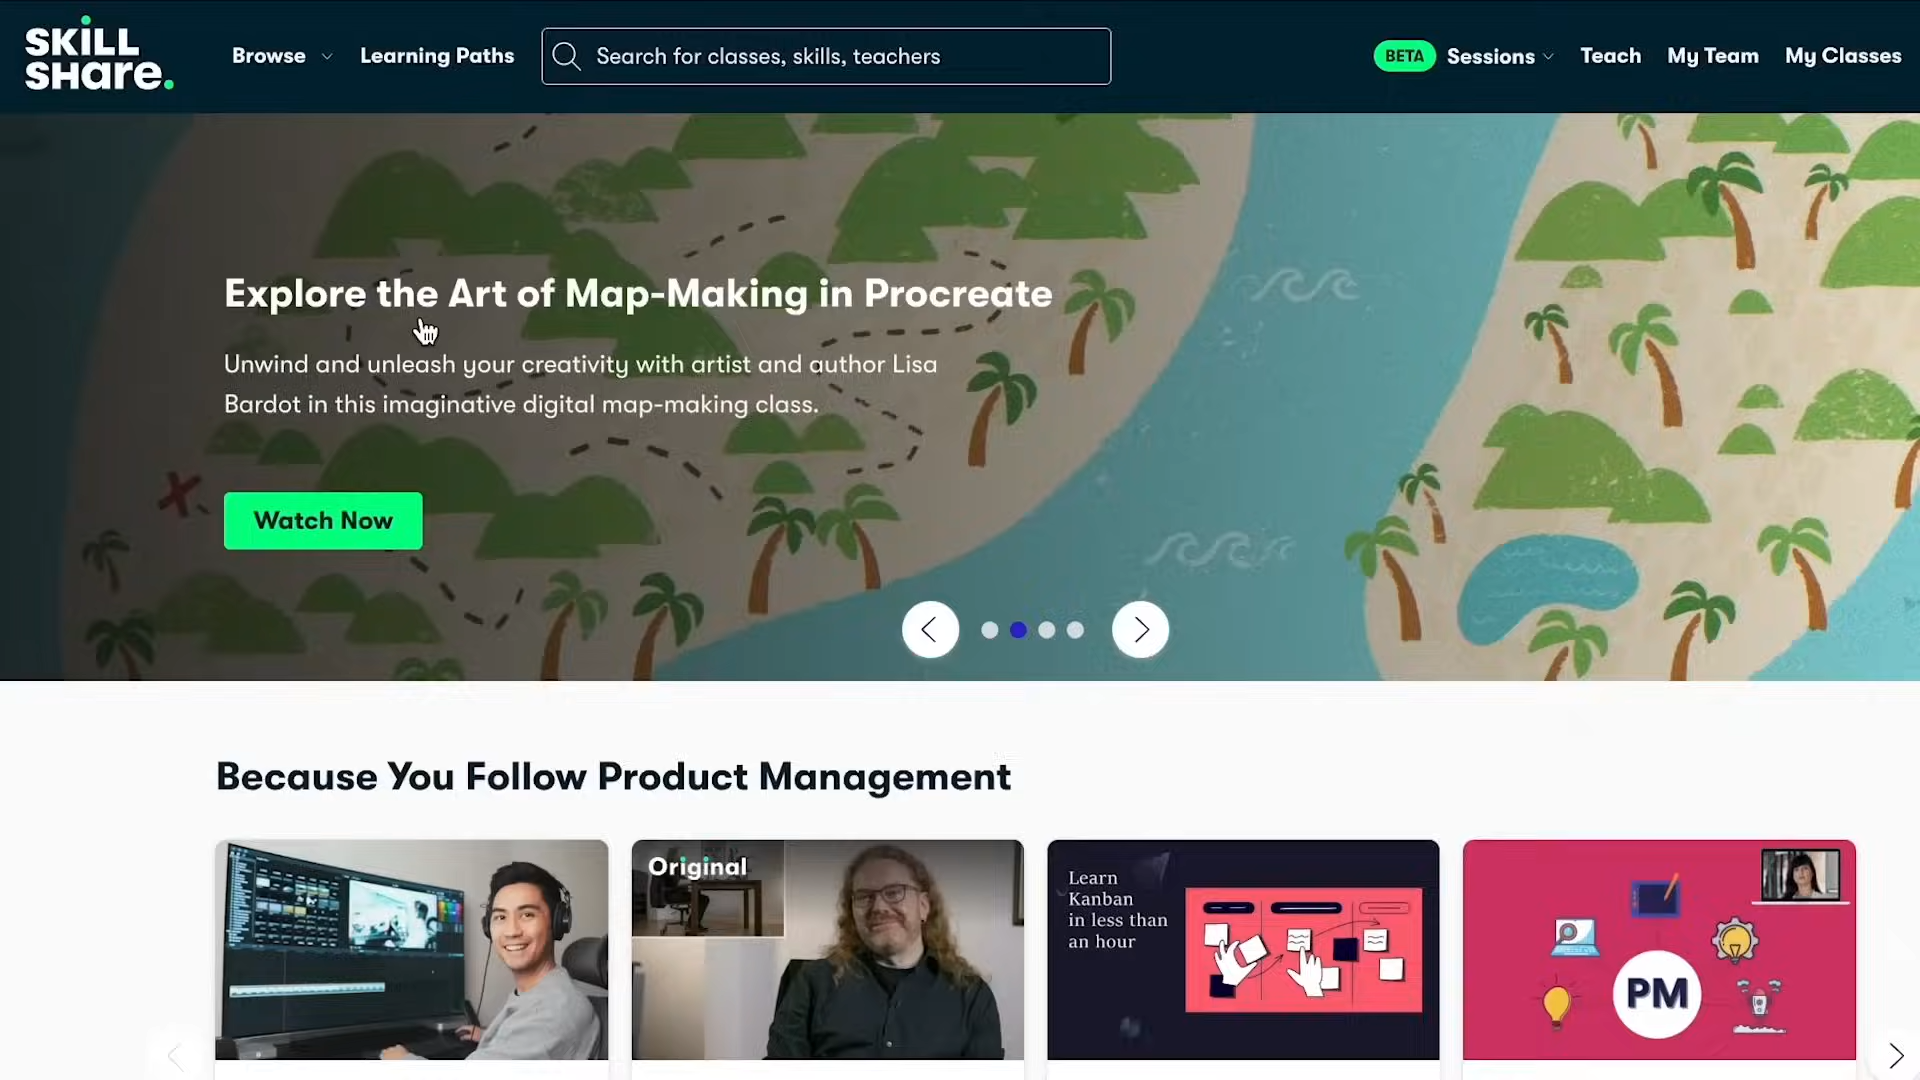 SKILL
SHare.
Browse
Learning Paths
Search for classes, skills, teachers
BETA
Sessions
Teach
My Team
My Classes
Explore the Art of Map-Making in Procreate
Unwind and unleash your creativity with artist and author Lisa
Bardot in this imaginative digital map-making class.
Watch Now
Because You Follow Product Management
Original
Learn
Kanban
in less than
an hour
PM